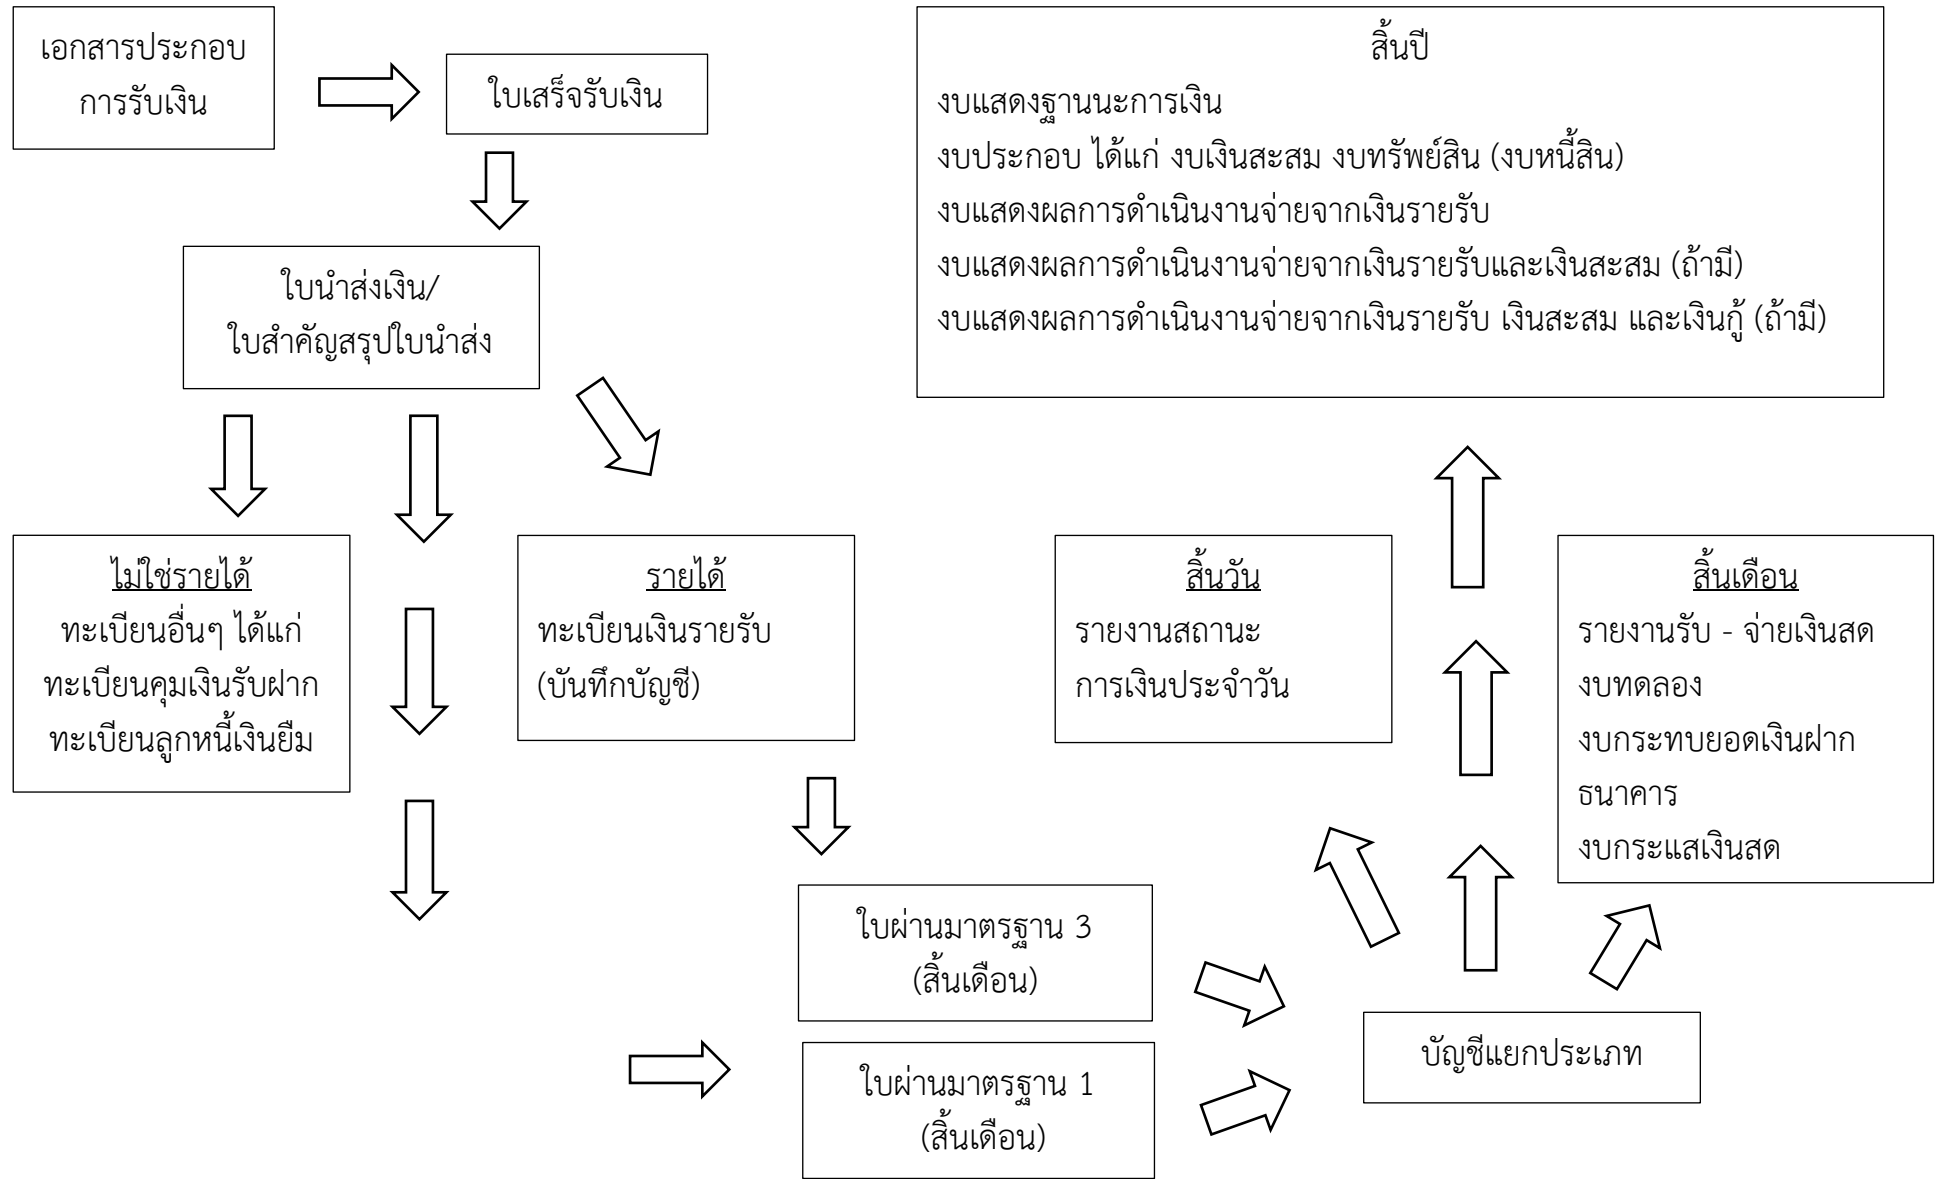 เอกสารประกอบ
การรับเงิน
ใบเสร็จรับเงิน
ใบนำส่งเงิน/
ใบสำคัญสรุปใบนำส่ง
สิ้นปี
งบแสดงฐานนะการเงิน
งบประกอบ ได้แก่ งบเงินสะสม งบทรัพย์สิน (งบหนี้สิน)
งบแสดงผลการดำเนินงานจ่ายจากเงินรายรับ
งบแสดงผลการดำเนินงานจ่ายจากเงินรายรับและเงินสะสม (ถ้ามี)
งบแสดงผลการดำเนินงานจ่ายจากเงินรายรับ เงินสะสม และเงินกู้ (ถ้ามี)
ไม่ใช่รายได้
ทะเบียนอื่นๆ ได้แก่
ทะเบียนคุมเงินรับฝาก
ทะเบียนลูกหนี้เงินยืม
รายได้
ทะเบียนเงินรายรับ
(บันทึกบัญชี)
สิ้นวัน
รายงานสถานะ
การเงินประจำวัน
สิ้นเดือน
รายงานรับ - จ่ายเงินสด
งบทดลอง
งบกระทบยอดเงินฝาก
ธนาคาร
งบกระแสเงินสด
ใบผ่านมาตรฐาน 3
(สิ้นเดือน)
ใบผ่านมาตรฐาน 1
(สิ้นเดือน)
บัญชีแยกประเภท